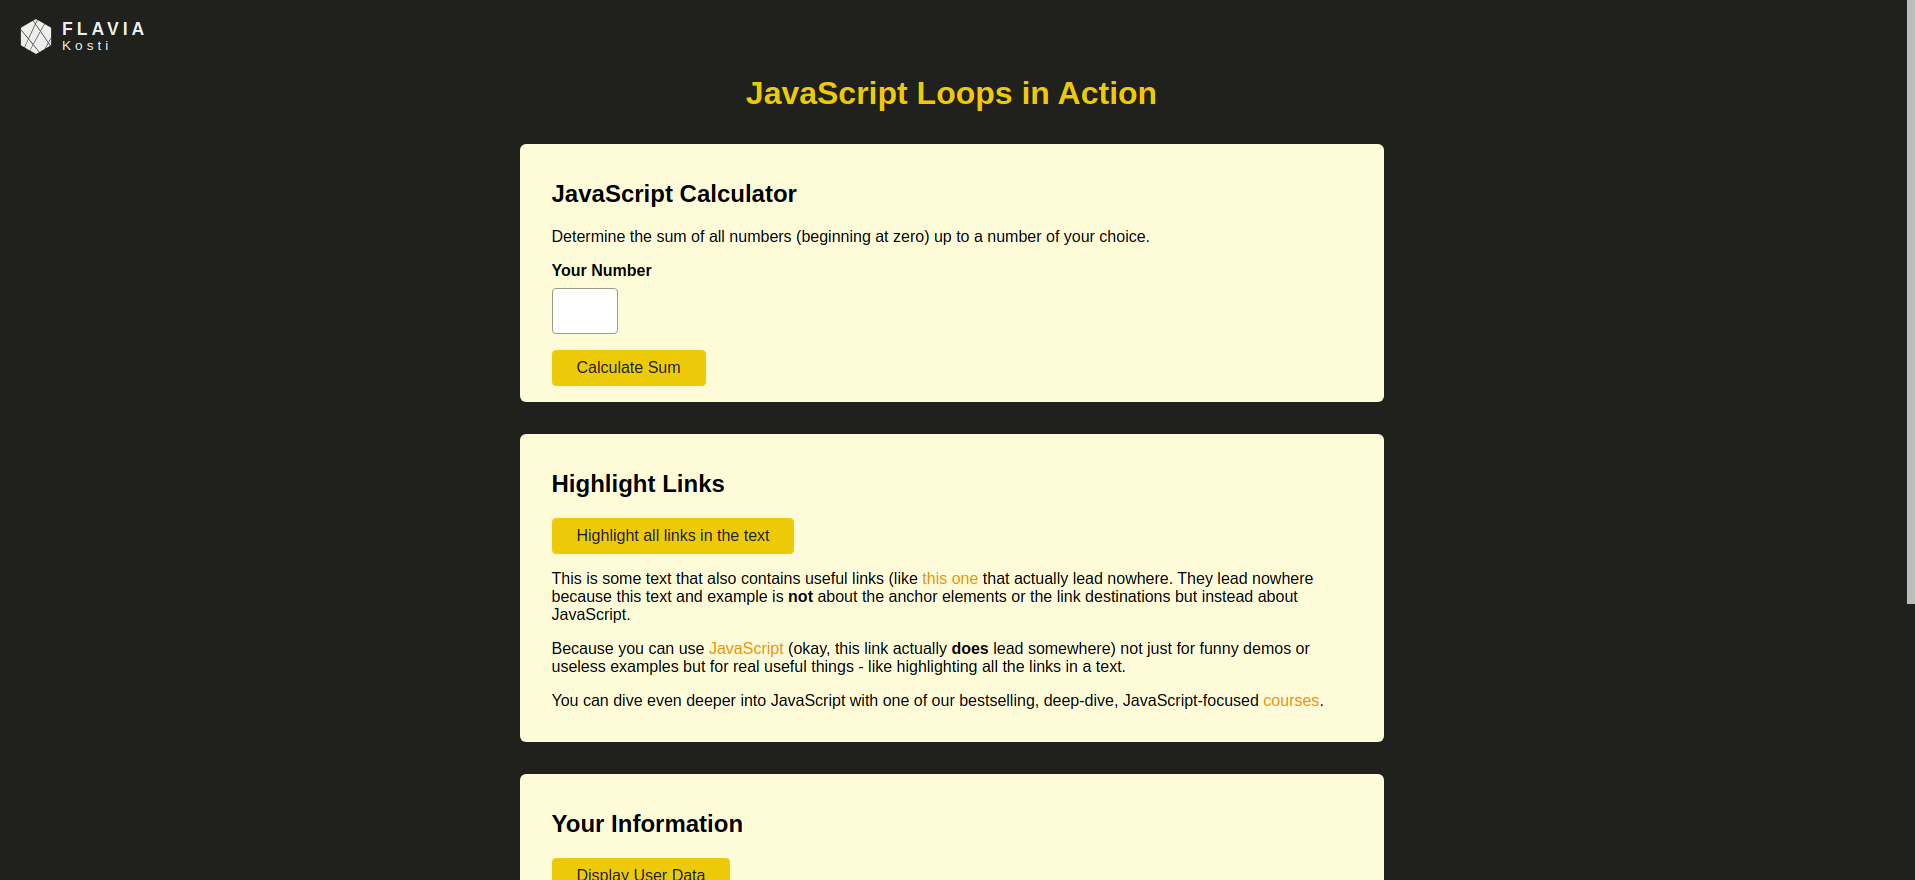 FLAVIA
Kosti
JavaScript Loops in Action
JavaScript Calculator
Determine the sum of all numbers (beginning at zero) up to a number of your choice.
Your Number
Calculate Sum
Highlight Links
Highlight all links in the text
This is some text that also contains useful links (like this one that actually lead nowhere. They lead nowhere
because this text and example is not about the anchor elements or the link destinations but instead about
JavaScript.
Because you can use JavaScript (okay, this link actually does lead somewhere) not just for funny demos or
useless examples but for real useful things - like highlighting all the links in a text.
You can dive even deeper into JavaScript with one of our bestselling, deep-dive, JavaScript-focused courses.
Your Information
Display User Data